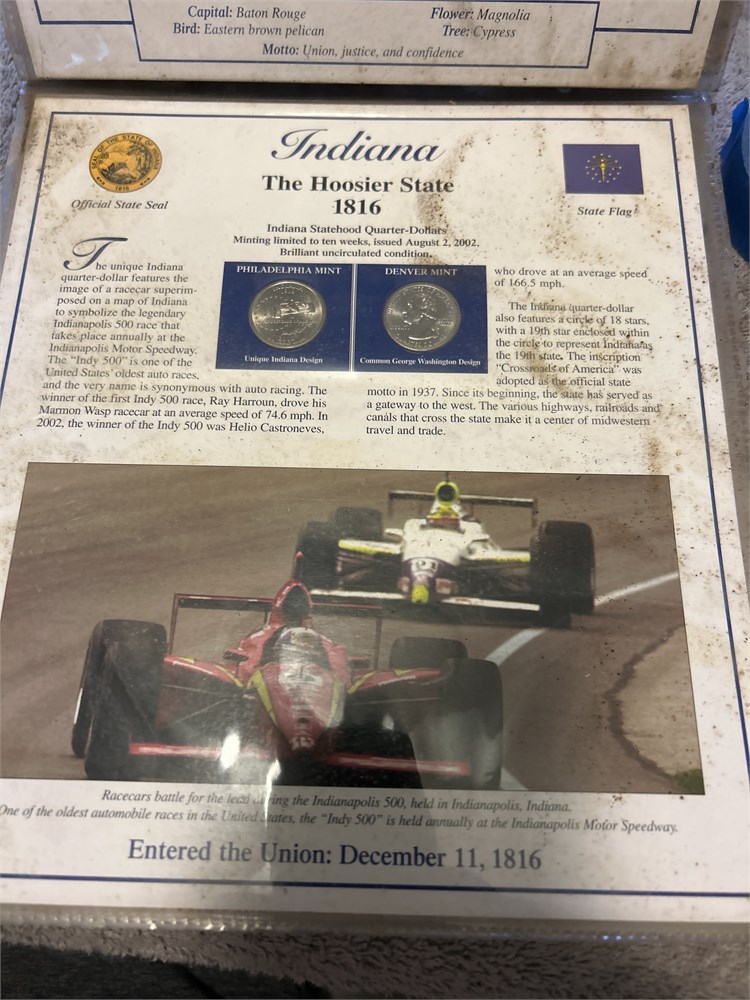 Capital: Baton Rouge
Flower: Magnolia
Bird: Eastern brown pelican
Tree: Cypress
Motto: Union, justice, and confidence
SEAL OF THE STATE OF INDIANA
1816
Official State Seal
Indiana
The Hoosier State
1816
State Flag
Indiana Statehood Quarter-Dollars
Minting limited to ten weeks, issued August 2, 2002.
Brilliant uncirculated condition.
PHILADELPHIA MINT
Unique Indiana Design
DENVER MINT
Common George Washington Design
The unique Indiana
quarter-dollar features the
image of a racecar superim-
posed on a map of Indiana
to symbolize the legendary
Indianapolis 500 race that
takes place annually at the
Indianapolis Motor Speedway.
The “Indy 500” is one of the
United States’ oldest auto races,
and the very name is synonymous with auto racing. The
winner of the first Indy 500 race, Ray Harroun, drove his
Marmon Wasp racecar at an average speed of 74.6 mph. In
2002, the winner of the Indy 500 was Helio Castroneves,
who drove at an average speed
of 166.5 mph.
The Indiana quarter-dollar
also features a circle of 18 stars,
with a 19th star enclosed within
the circle to represent Indiana as
the 19th state. The inscription
“Crossroads of America” was
adopted as the official state
motto in 1937. Since its beginning, the state has served as
a gateway to the west. The various highways, railroads and
canals that cross the state make it a center of midwestern
travel and trade.
91
Racecars battle for the lead during the Indianapolis 500, held in Indianapolis, Indiana.
One of the oldest automobile races in the United States, the “Indy 500” is held annually at the Indianapolis Motor Speedway.
Entered the Union: December 11, 1816